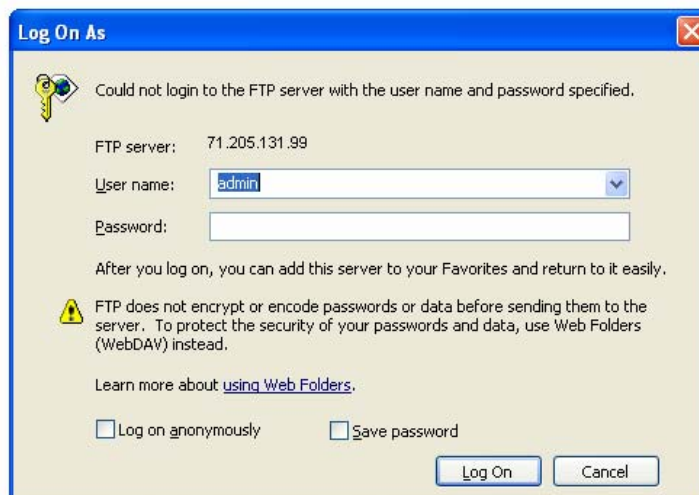 Log On As
Could not login to the FTP server with the user name and password specified.
FTP server: 71.205.131.99
User name: admin
Password:
After you log on, you can add this server to your Favorites and return to it easily.
FTP does not encrypt or encode passwords or data before sending them to the
server. To protect the security of your passwords and data, use Web Folders
(WebDAV) instead.
Learn more about using Web Folders.
Log on anonymously Save password
Log On Cancel